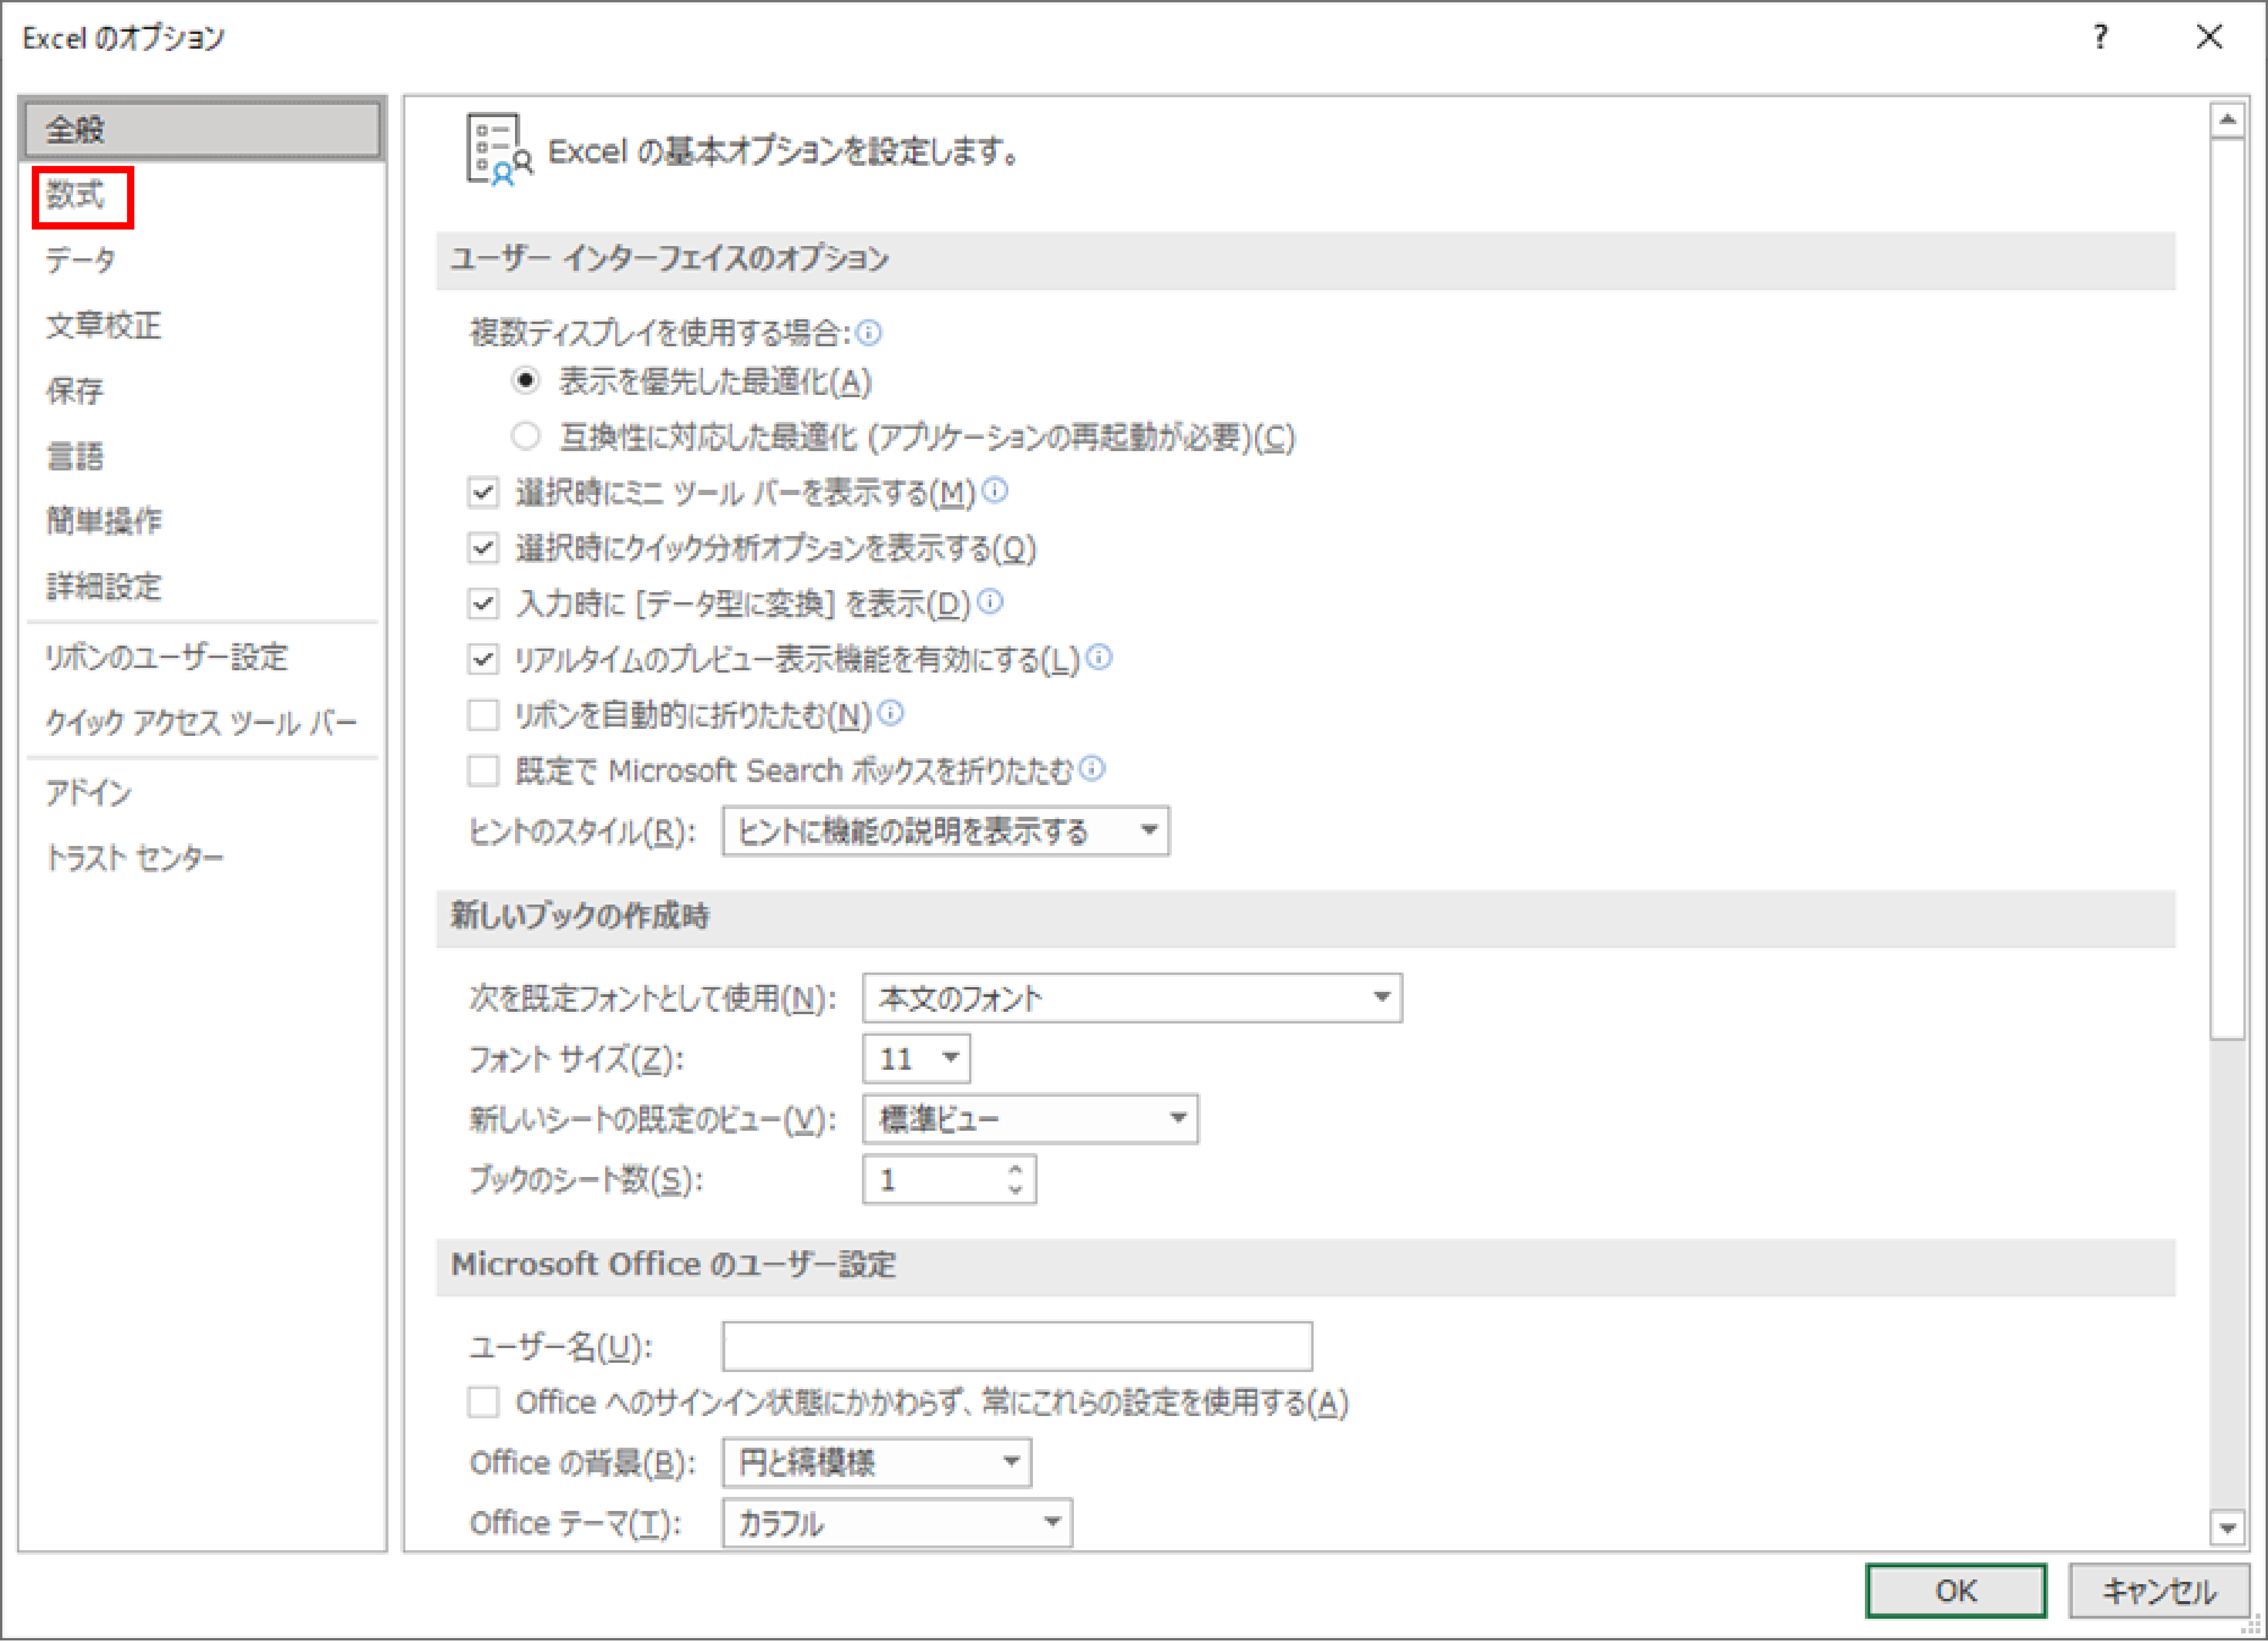 Excel のオプション
?
全般
数式
データ
文章校正
保存
言語
簡単操作
詳細設定
リボンのユーザー設定
クイック アクセス ツール バー
アドイン
トラスト センター
Excel の基本オプションを設定します。
ユーザー インターフェイスのオプション
複数ディスプレイを使用する場合:
表示を優先した最適化(A)
互換性に対応した最適化 (アプリケーションの再起動が必要)(C)
選択時にミニ ツール バーを表示する(M)
選択時にクイック分析オプションを表示する(Q)
入力時に [データ型に変換] を表示(D)
リアルタイムのプレビュー表示機能を有効にする(L)
リボンを自動的に折りたたむ(N)
既定で Microsoft Search ボックスを折りたたむ
ヒントのスタイル(R): ヒントに機能の説明を表示する
新しいブックの作成時
次を既定フォントとして使用(N): 本文のフォント
フォント サイズ(Z): 11
新しいシートの既定のビュー(V): 標準ビュー
ブックのシート数(S): 1
Microsoft Office のユーザー設定
ユーザー名(U):
Office へのサインイン状態にかかわらず、常にこれらの設定を使用する(A)
Office の背景(B): 円と縞模様
Office テーマ(T): カラフル
OK キャンセル